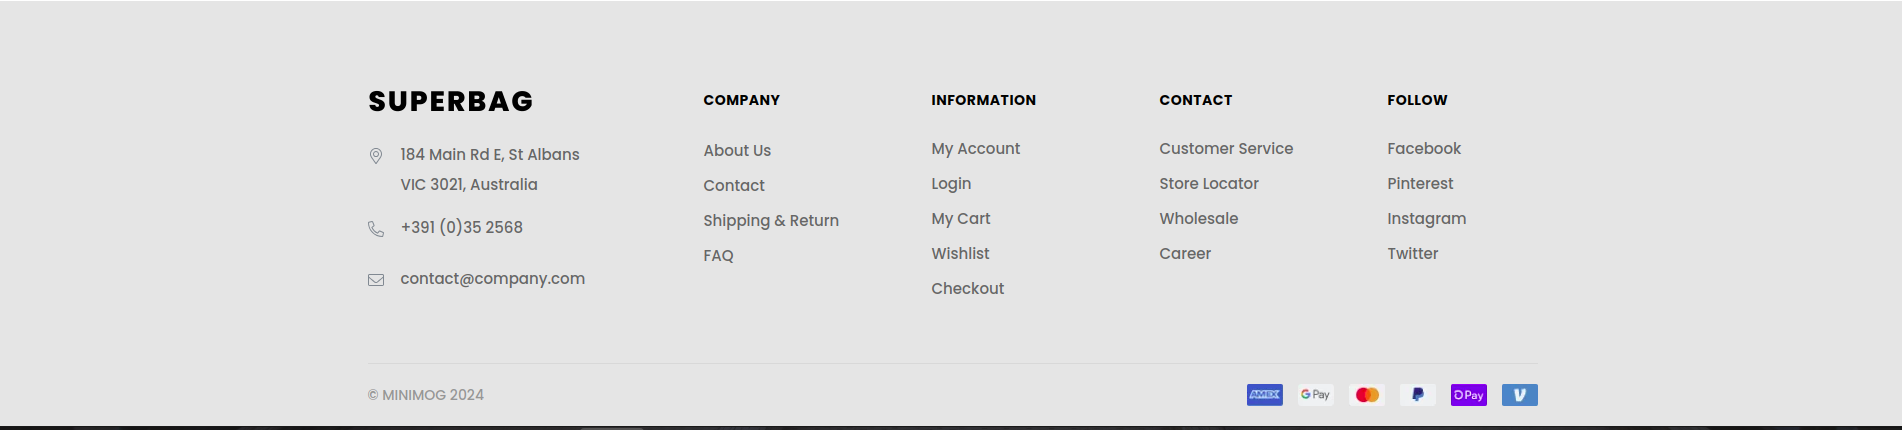 SUPERBAG
184 Main Rd E, St Albans
VIC 3021, Australia
+391 (0)35 2568
contact@company.com
COMPANY
About Us
Contact
Shipping & Return
FAQ
INFORMATION
My Account
Login
My Cart
Wishlist
Checkout
CONTACT
Customer Service
Store Locator
Wholesale
Career
FOLLOW
Facebook
Pinterest
Instagram
Twitter
© MINIMOG 2024
AMEX
G Pay
Pay